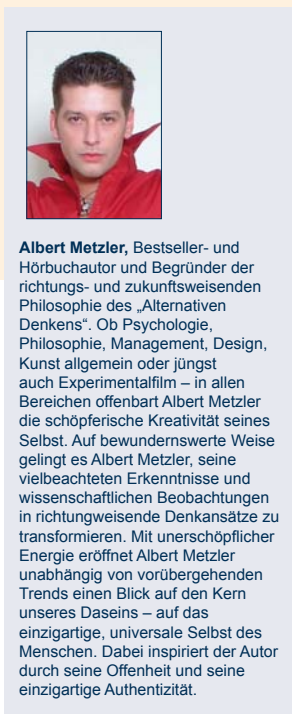 Albert Metzler, Bestseller- und
Hörbuchautor und Begründer der
richtungs- und zukunftsweisenden
Philosophie des „Alternativen
Denkens“. Ob Psychologie,
Philosophie, Management, Design,
Kunst allgemein oder jüngst
auch Experimentalfilm – in allen
Bereichen offenbart Albert Metzler
die schöpferische Kreativität seines
Selbst. Auf bewundernswerte Weise
gelingt es Albert Metzler, seine
vielbeachteten Erkenntnisse und
wissenschaftlichen Beobachtungen
in richtungweisende Denkansätze zu
transformieren. Mit unerschöpflicher
Energie eröffnet Albert Metzler
unabhängig von vorübergehenden
Trends einen Blick auf den Kern
unseres Daseins – auf das
einzigartige, universale Selbst des
Menschen. Dabei inspiriert der Autor
durch seine Offenheit und seine
einzigartige Authentizität.